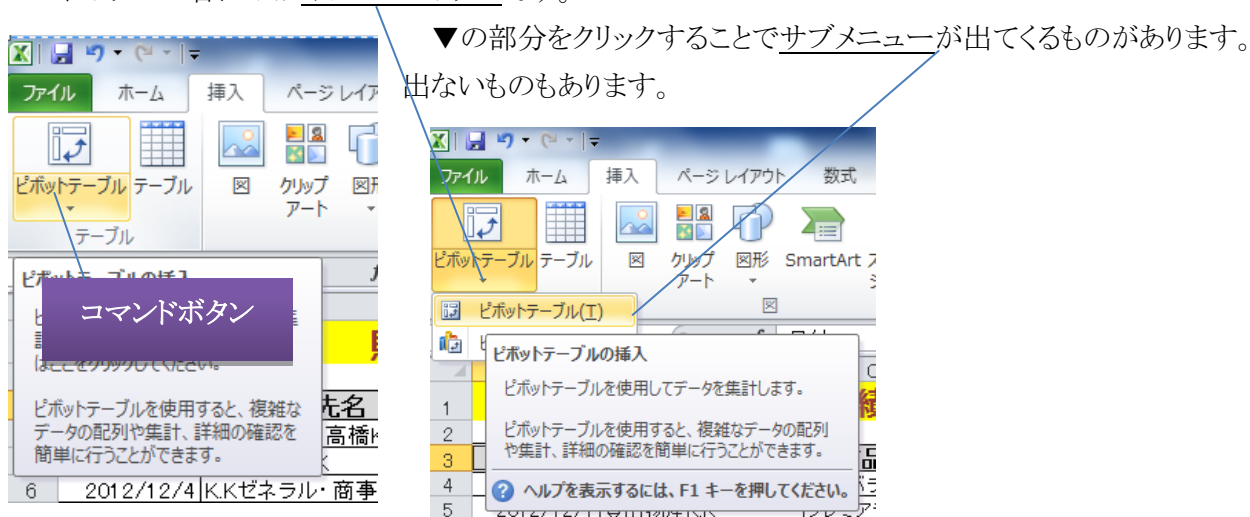 ▼の部分をクリックすることでサブメニューが出てくるものがあります。
出ないものもあります。
ファイル ホーム 挿入 ページ レイア
ピボットテーブル テーブル 図 クリップアート
テーブル
コマンドボタン
はここをクリックしてください。
ピボットテーブルを使用すると、複雑な
データの配列や集計、詳細の確認を
簡単に行うことができます。
先名
高橋
6 2012/12/4 K.Kゼネラル・商事
ファイル ホーム 挿入 ページ レイアウト 数式
ピボットテーブル テーブル 図 クリップアート 図形 SmartArt
図
ピボットテーブル(T)
ピボットテーブルの挿入
ピボットテーブルを使用してデータを集計します。
ピボットテーブルを使用すると、複雑なデータの配列
や集計、詳細の確認を簡単に行うことができます。
ヘルプを表示するには、F1 キーを押してください。
1
2
3
4
5